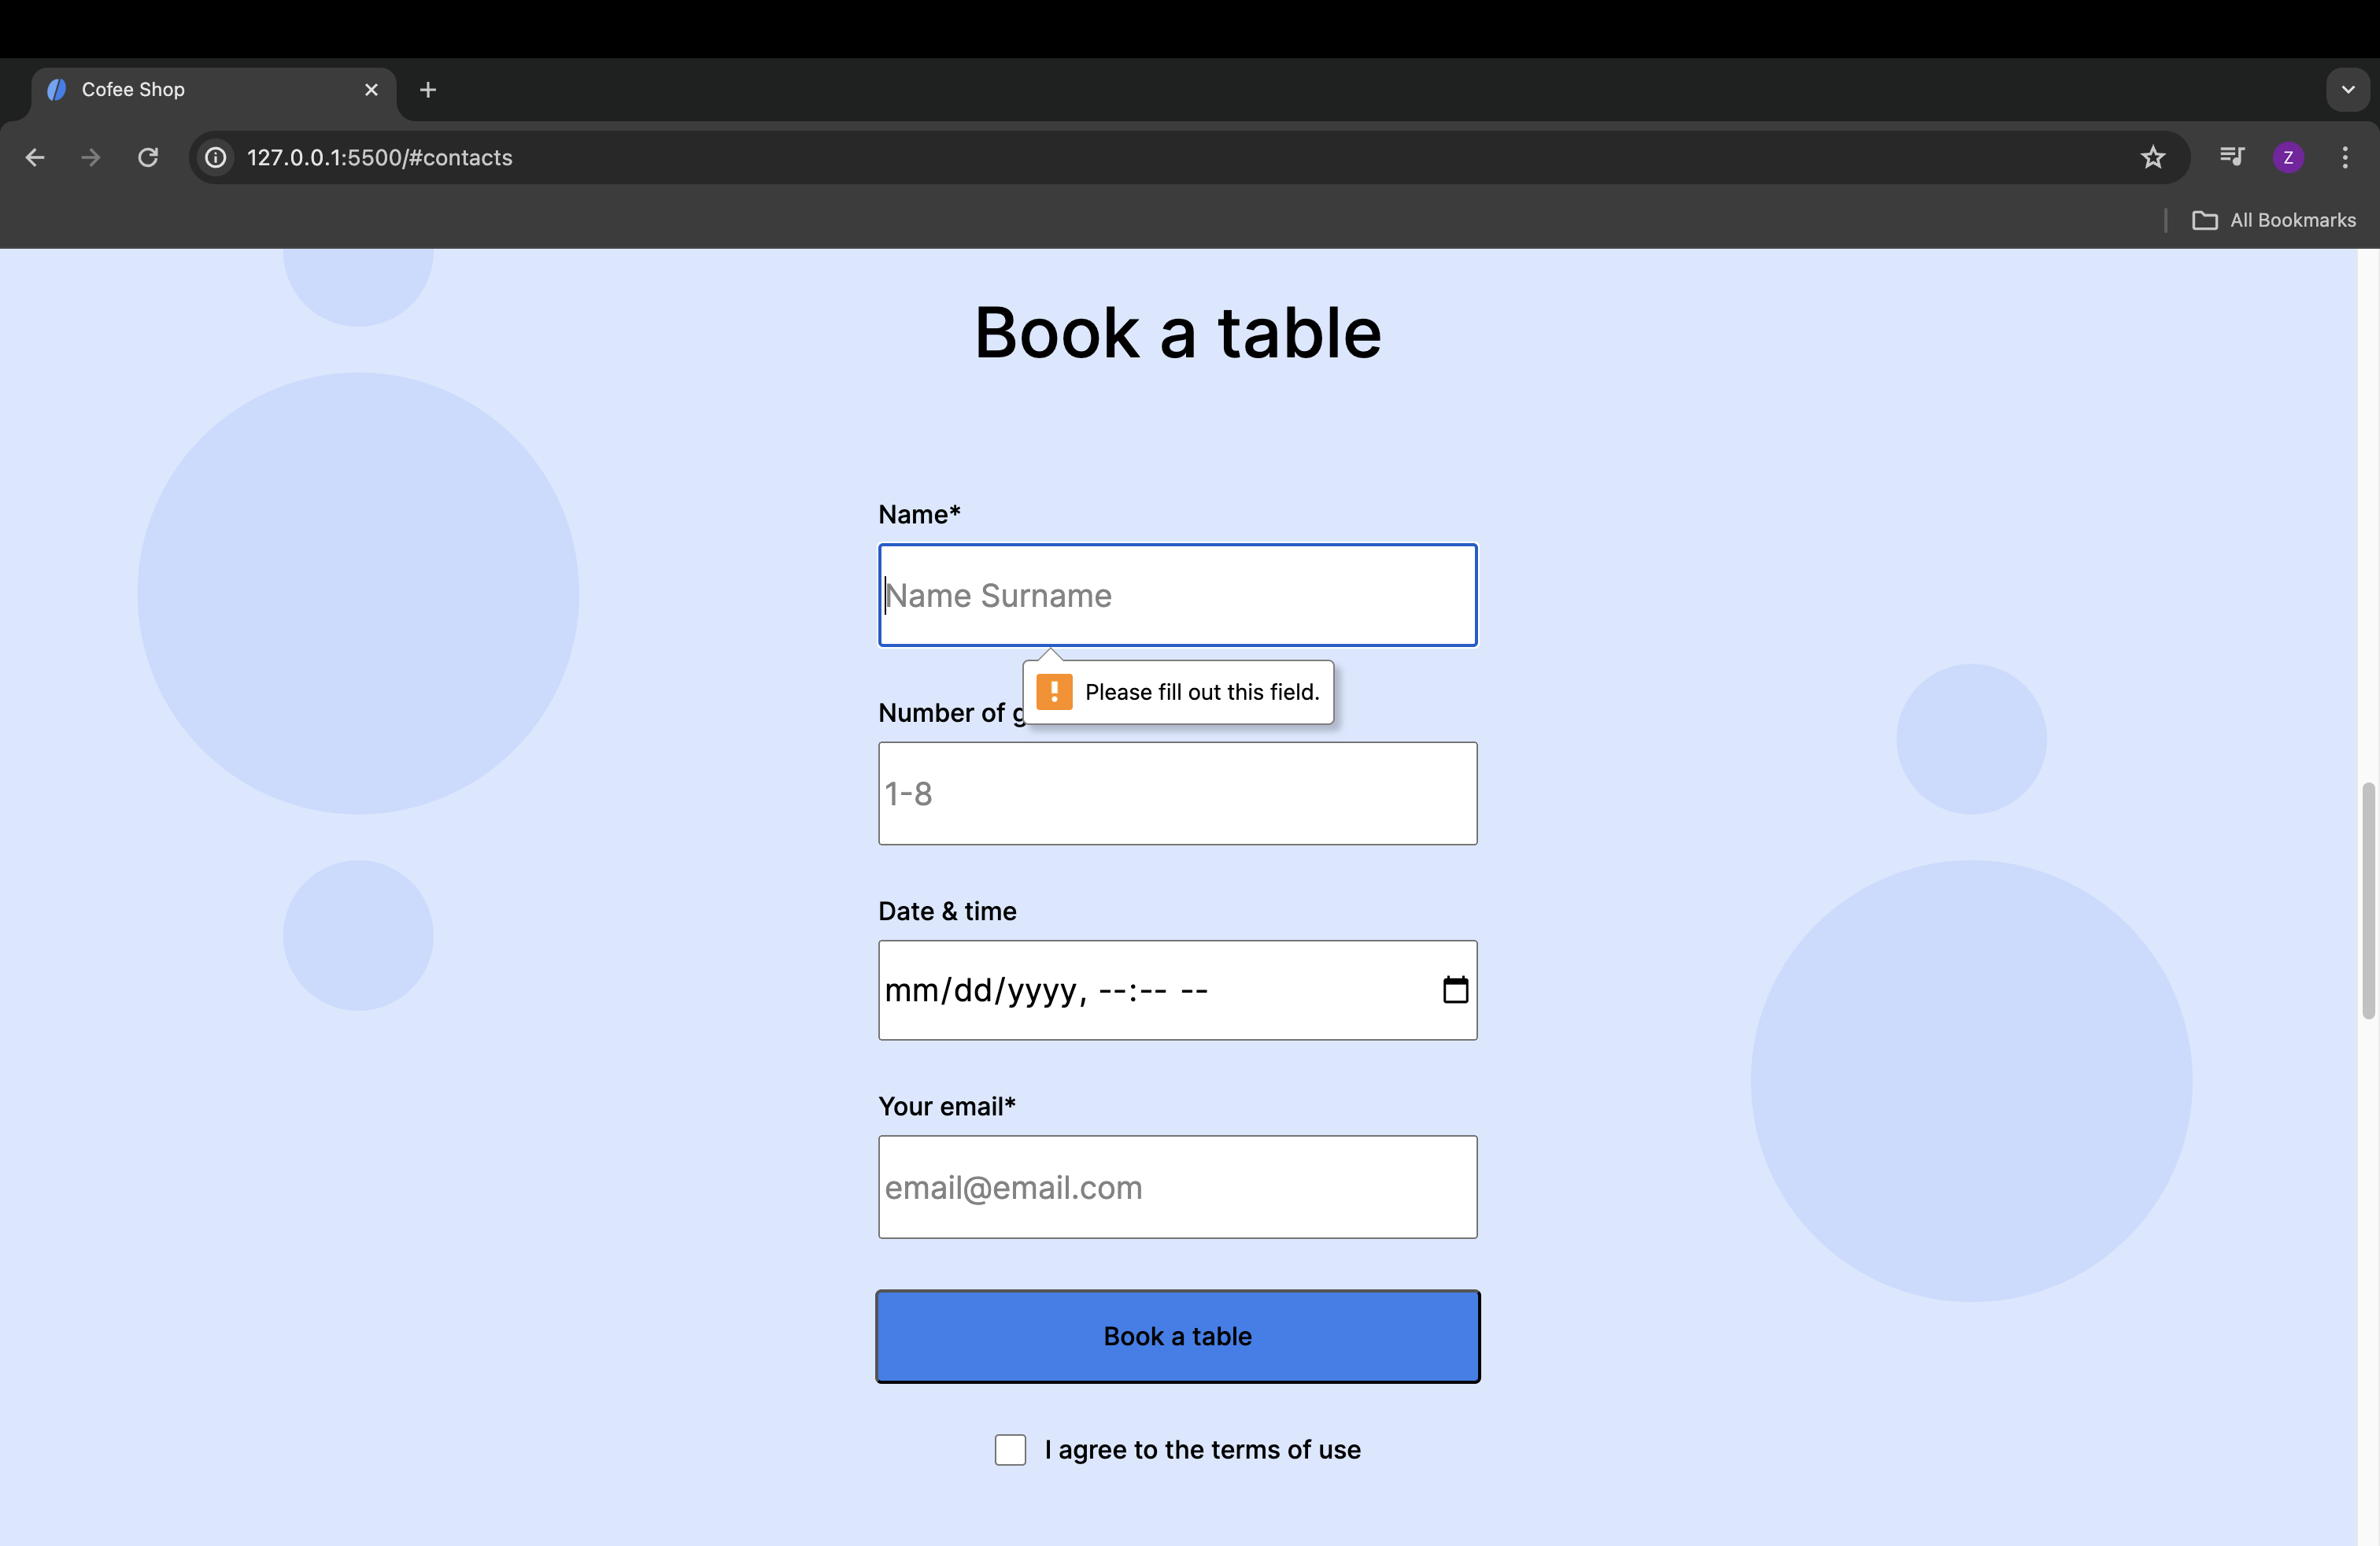 Cofee Shop
127.0.0.1:5500/#contacts
Z
All Bookmarks
Book a table
Name*
Name Surname
Please fill out this field.
Number of
1-8
Date & time
mm/dd/yyyy, --:-- --
Your email*
email@email.com
Book a table
I agree to the terms of use